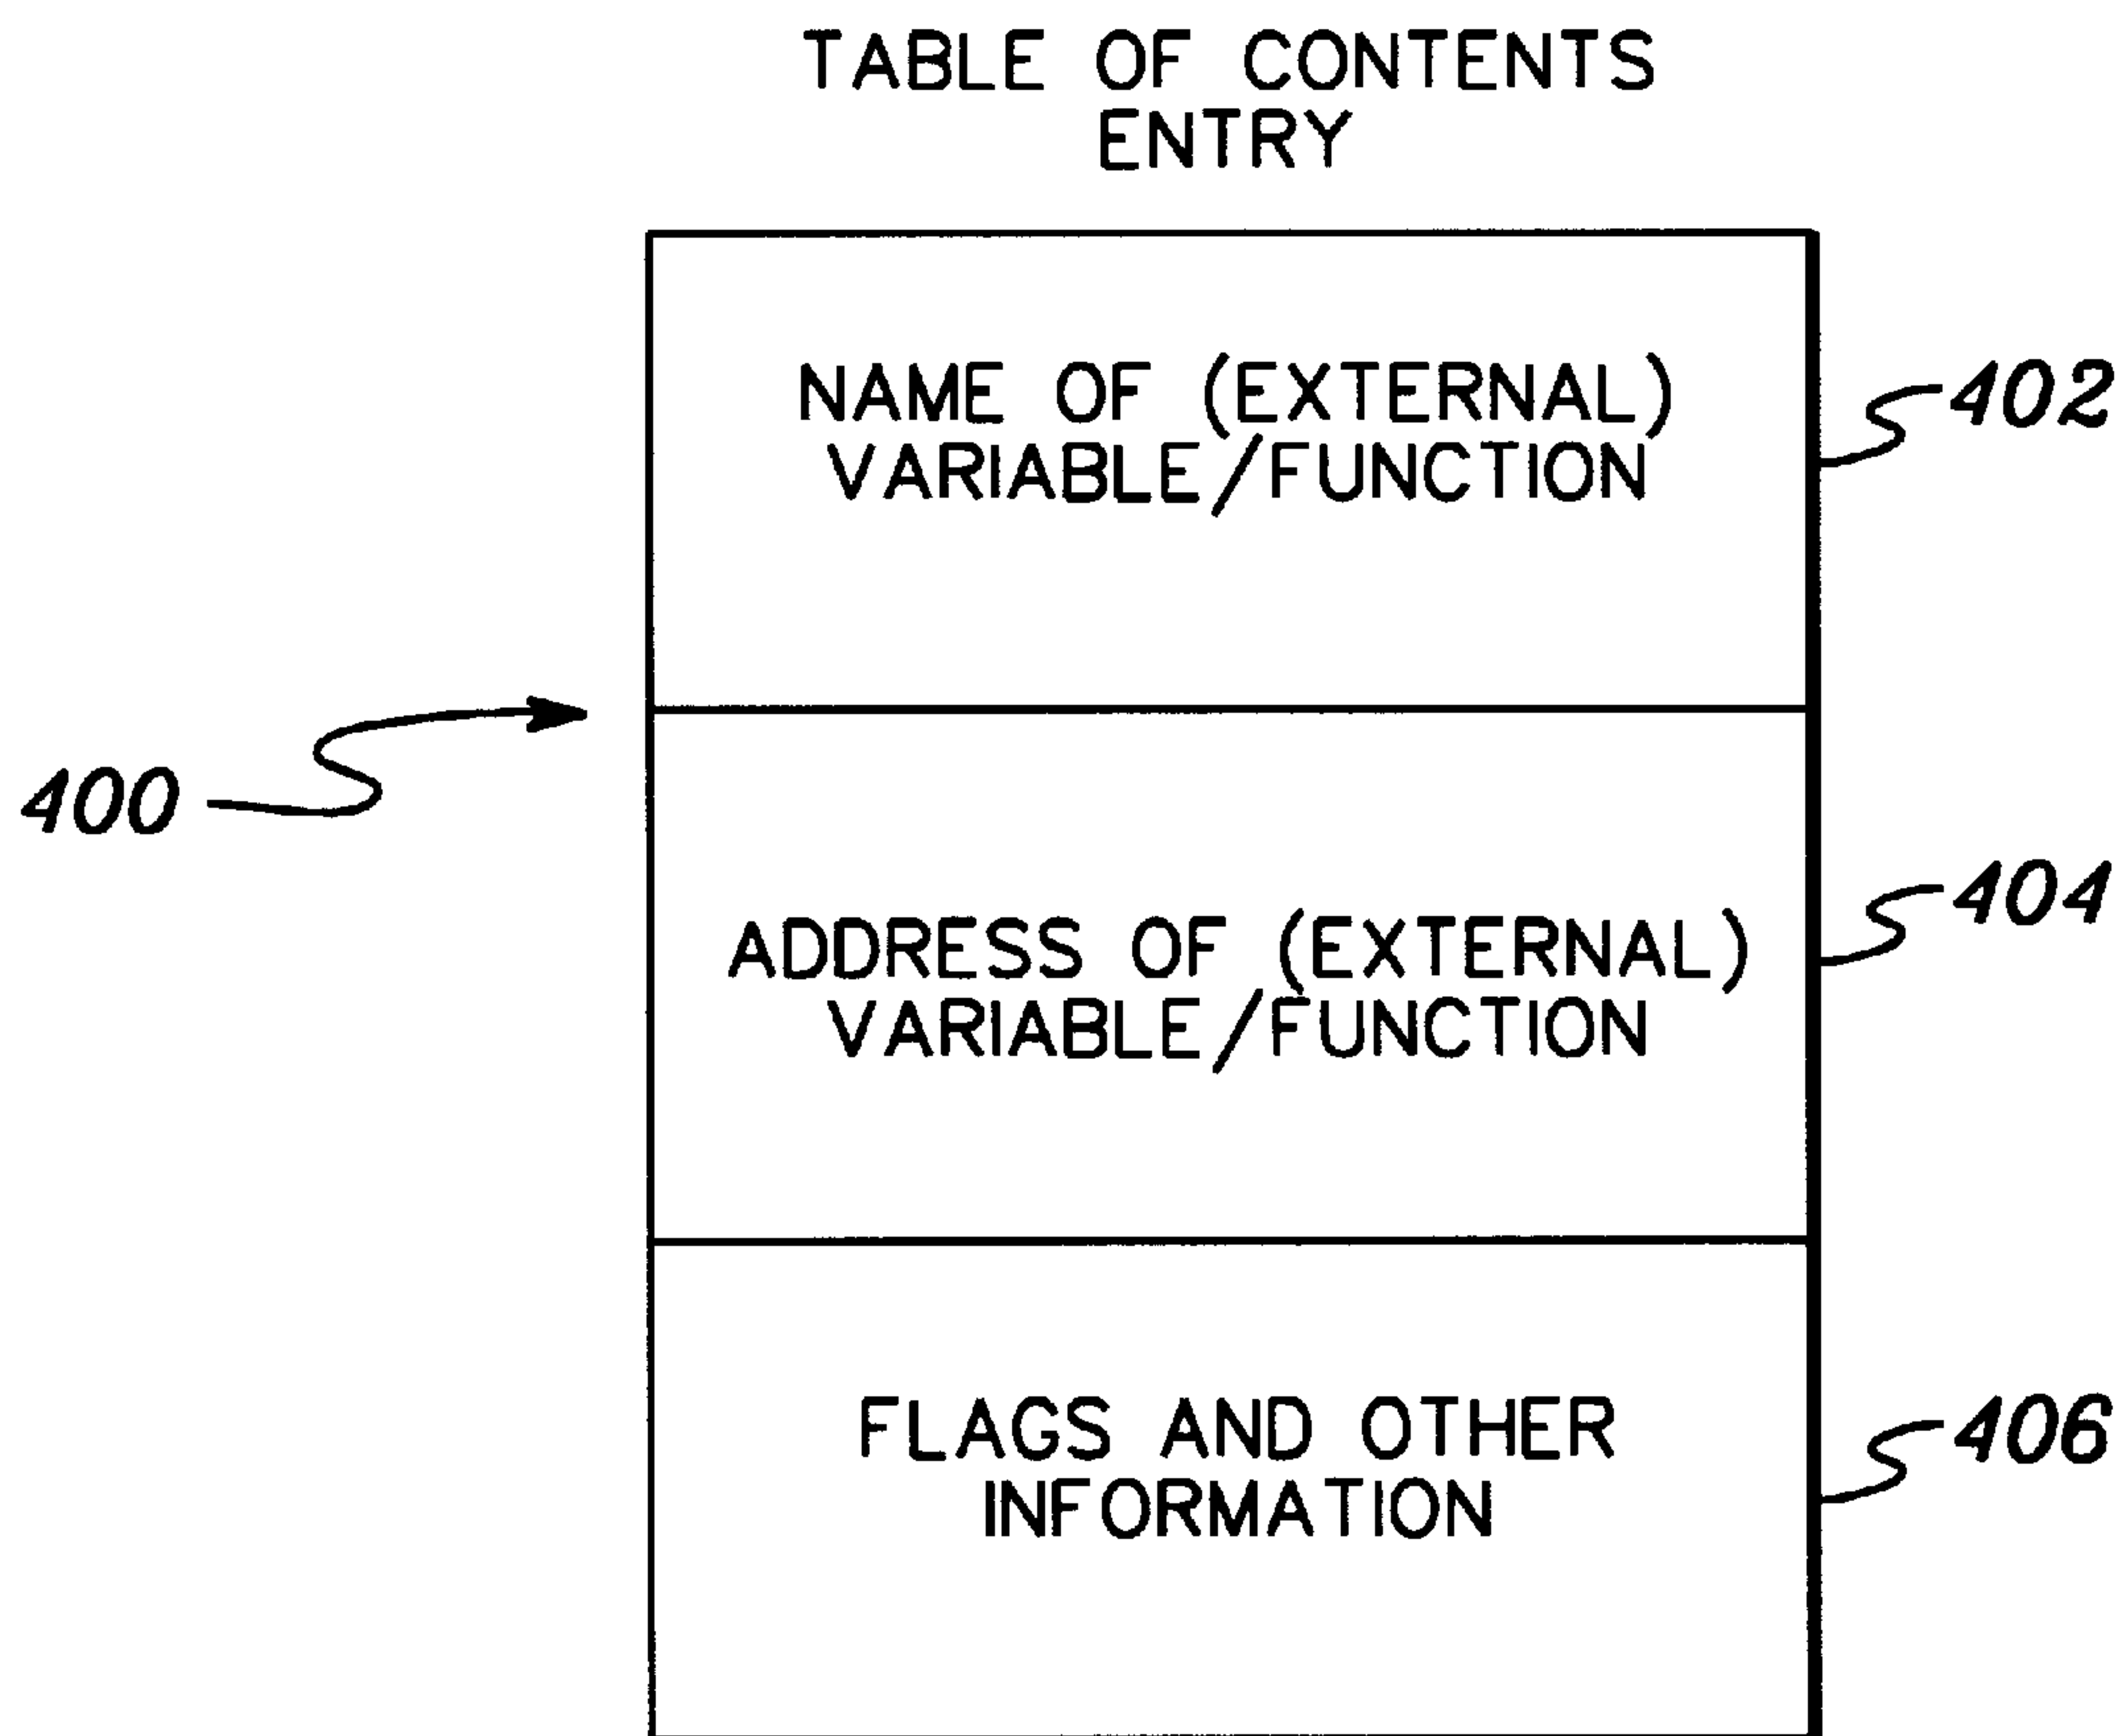 TABLE OF CONTENTS
ENTRY
NAME OF (EXTERNAL)
VARIABLE/FUNCTION
402
400
ADDRESS OF (EXTERNAL)
VARIABLE/FUNCTION
404
FLAGS AND OTHER
INFORMATION
406